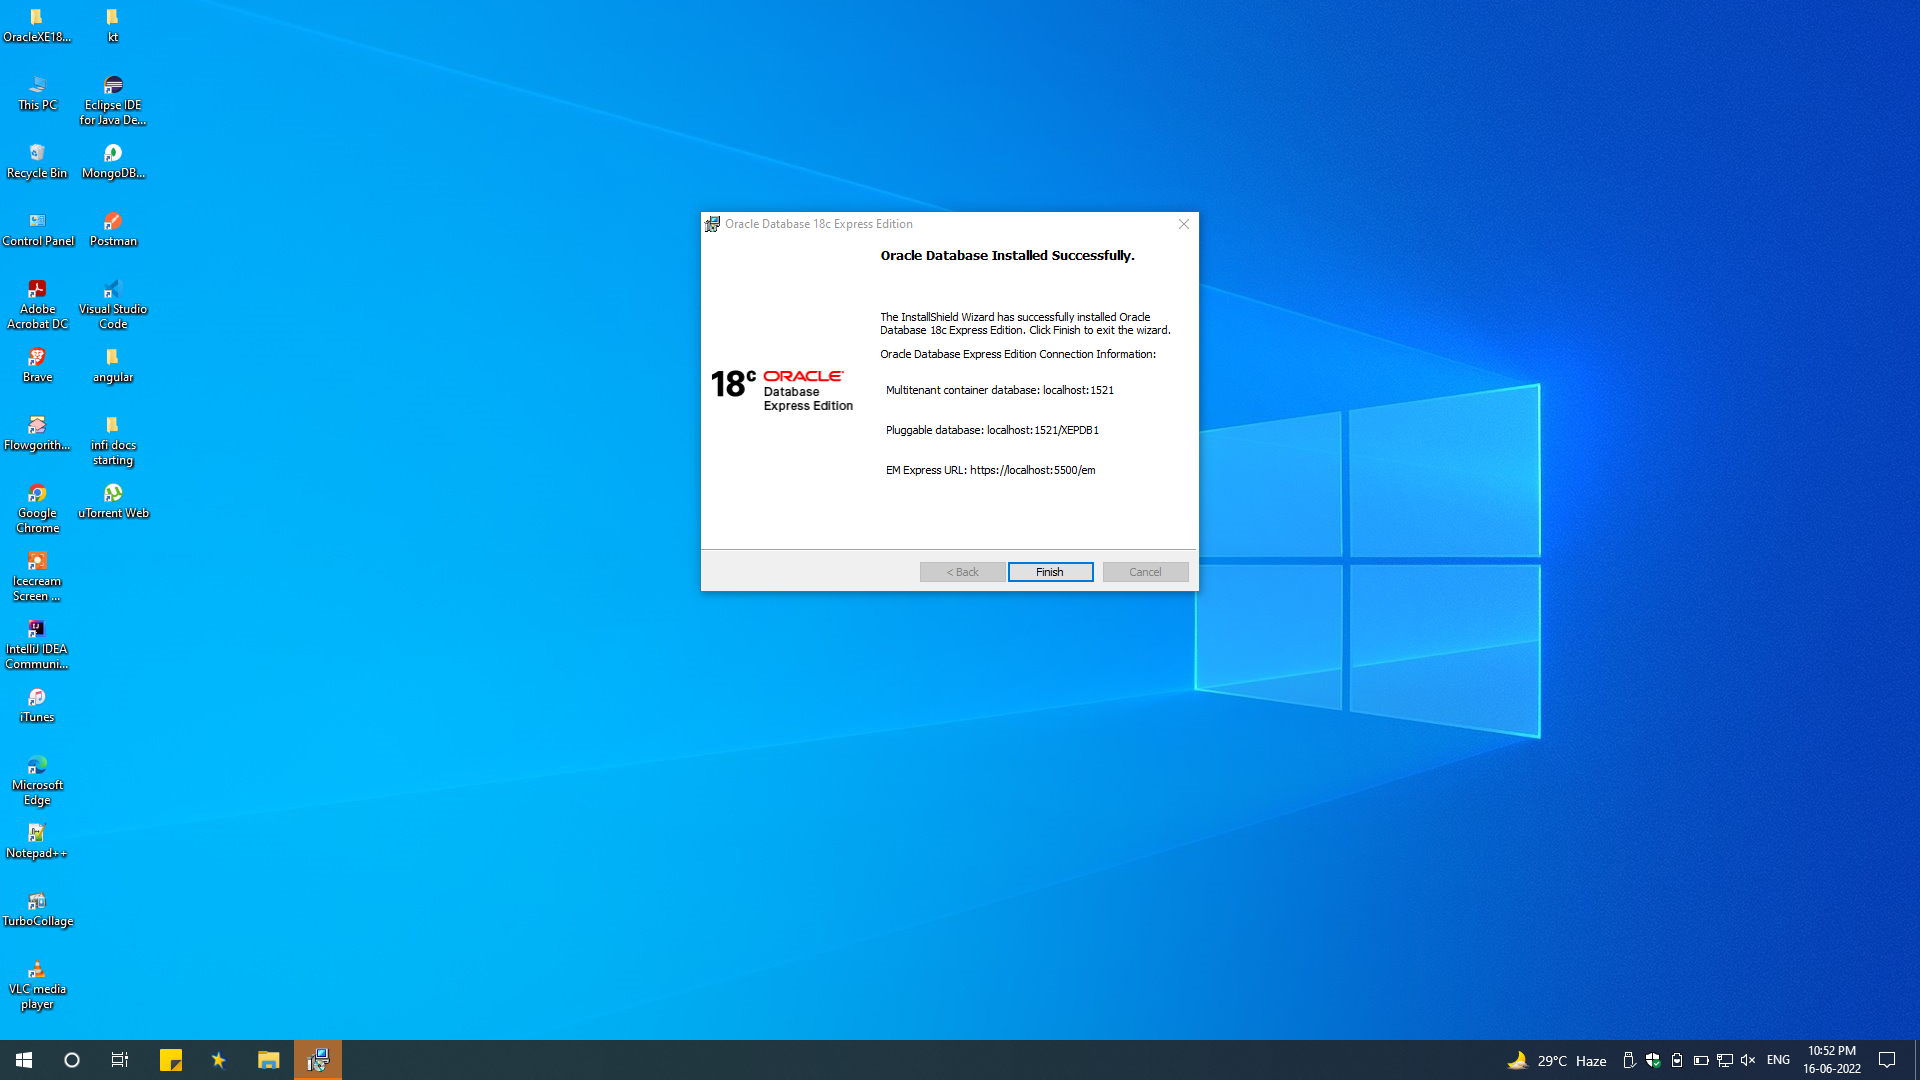 OracleXE18...
kt
This PC
Eclipse IDE
for Java De...
Recycle Bin
MongoDB...
Control Panel
Postman
Adobe
Acrobat DC
Visual Studio
Code
Brave
angular
Flowgorith...
infi docs
starting
Google
Chrome
uTorrent Web
Icecream
Screen ...
IntelliJ IDEA
Communi...
iTunes
Microsoft
Edge
Notepad++
TurboCollage
VLC media
player
Oracle Database 18c Express Edition
Oracle Database Installed Successfully.
The InstallShield Wizard has successfully installed Oracle
Database 18c Express Edition. Click Finish to exit the wizard.
Oracle Database Express Edition Connection Information:
18c ORACLE
Database
Express Edition
Multitenant container database: localhost:1521
Pluggable database: localhost:1521/XEPDB1
EM Express URL: https://localhost:5500/em
< Back
Finish
Cancel
29°C Haze
ENG
10:52 PM
16-06-2022